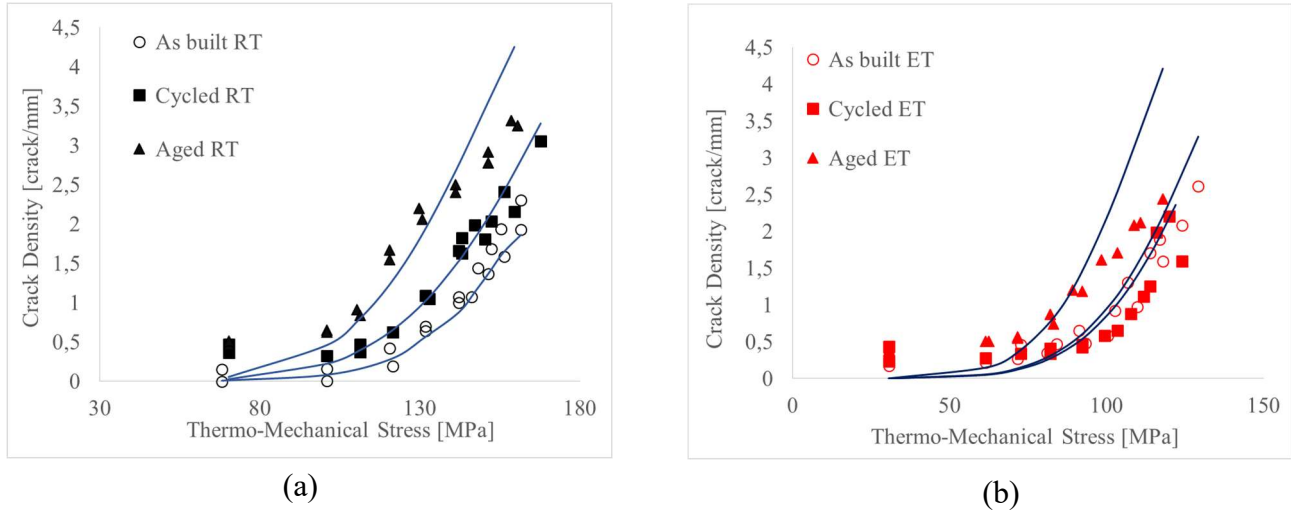 4,5
4
3,5
3
2,5
2
1,5
1
0,5
0
Crack Density [crack/mm]
As built RT
Cycled RT
Aged RT
30
80
130
180
Thermo-Mechanical Stress [MPa]
(a)
4,5
4
3,5
3
2,5
2
1,5
1
0,5
0
Crack Density [crack/mm]
As built ET
Cycled ET
Aged ET
0
50
100
150
Thermo-Mechanical Stress [MPa]
(b)